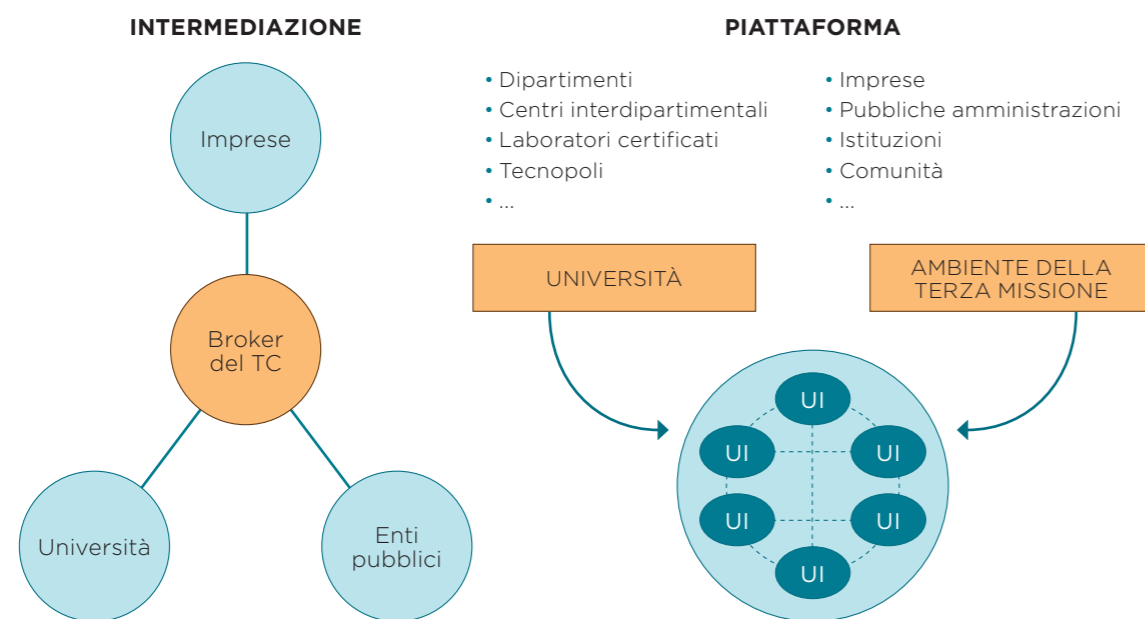 INTERMEDIAZIONE
Imprese
Broker
del TC
Università
Enti
pubblici
PIATTAFORMA
• Dipartimenti
• Centri interdipartimentali
• Laboratori certificati
• Tecnopoli
• ...
• Imprese
• Pubbliche amministrazioni
• Istituzioni
• Comunità
• ...
UNIVERSITÀ
AMBIENTE DELLA
TERZA MISSIONE
UI
UI
UI
UI
UI
UI